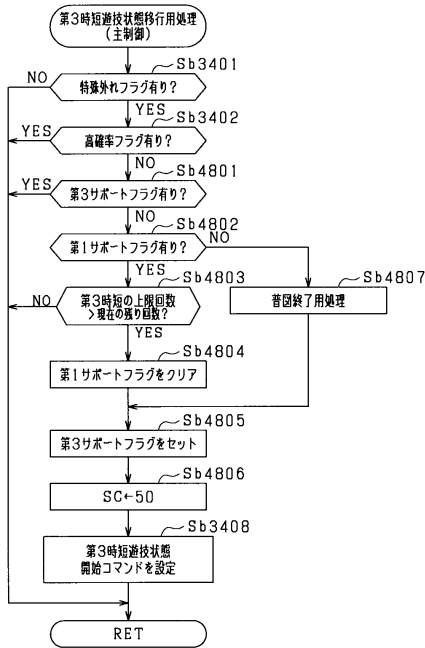 第3時短遊技状態移行用処理
(主制御)
Sb3401
NO
特殊外れフラグ有り?
YES
Sb3402
YES
高確率フラグ有り?
NO
Sb4801
YES
第3サポートフラグ有り?
NO
Sb4802
第1サポートフラグ有り?
NO
YES
Sb4803
Sb4807
NO
第3時短の上限回数
>現在の残り回数?
普図終了用処理
YES
Sb4804
第1サポートフラグをクリア
Sb4805
第3サポートフラグをセット
Sb4806
SC←50
Sb3408
第3時短遊技状態
開始コマンドを設定
RET